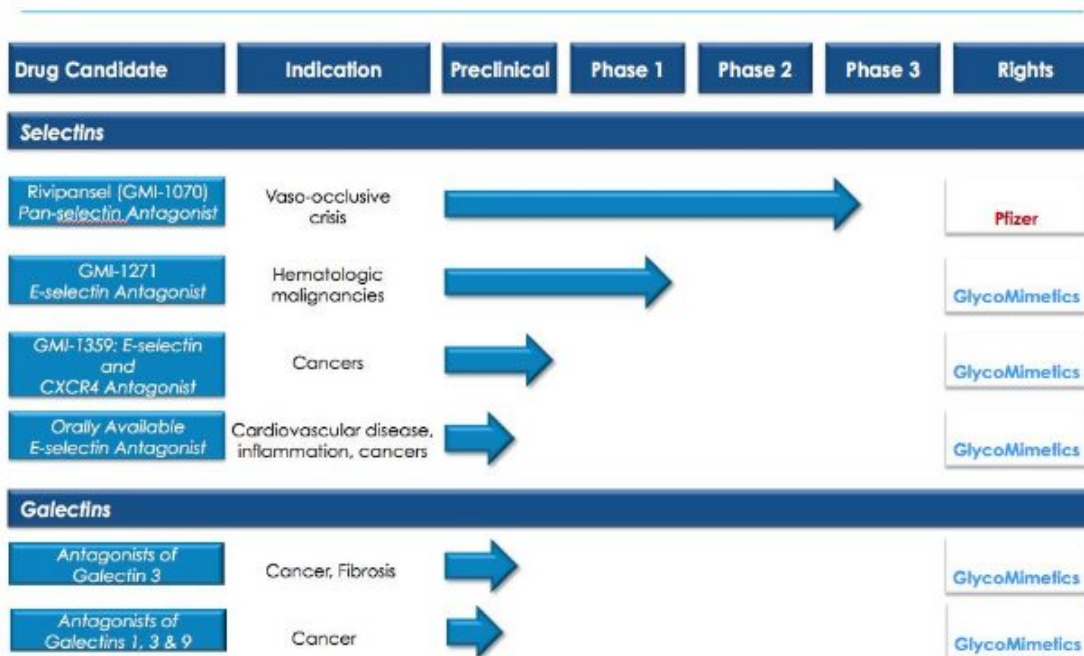 Drug Candidate Indication Preclinical Phase 1 Phase 2 Phase 3 Rights
Selectins
Rivipansel (GMI-1070)
Pan-selectin Antagonist
Vaso-occlusive
crisis
Pfizer
GMI-1271
E-selectin Antagonist
Hematologic
malignancies
GlycoMimetics
GMI-1359: E-selectin
and
CXCR4 Antagonist
Cancers
GlycoMimetics
Orally Available
E-selectin Antagonist
Cardiovascular disease,
inflammation, cancers
GlycoMimetics
Galectins
Antagonists of
Galectin 3
Cancer, Fibrosis
GlycoMimetics
Antagonists of
Galectins 1, 3 & 9
Cancer
GlycoMimetics